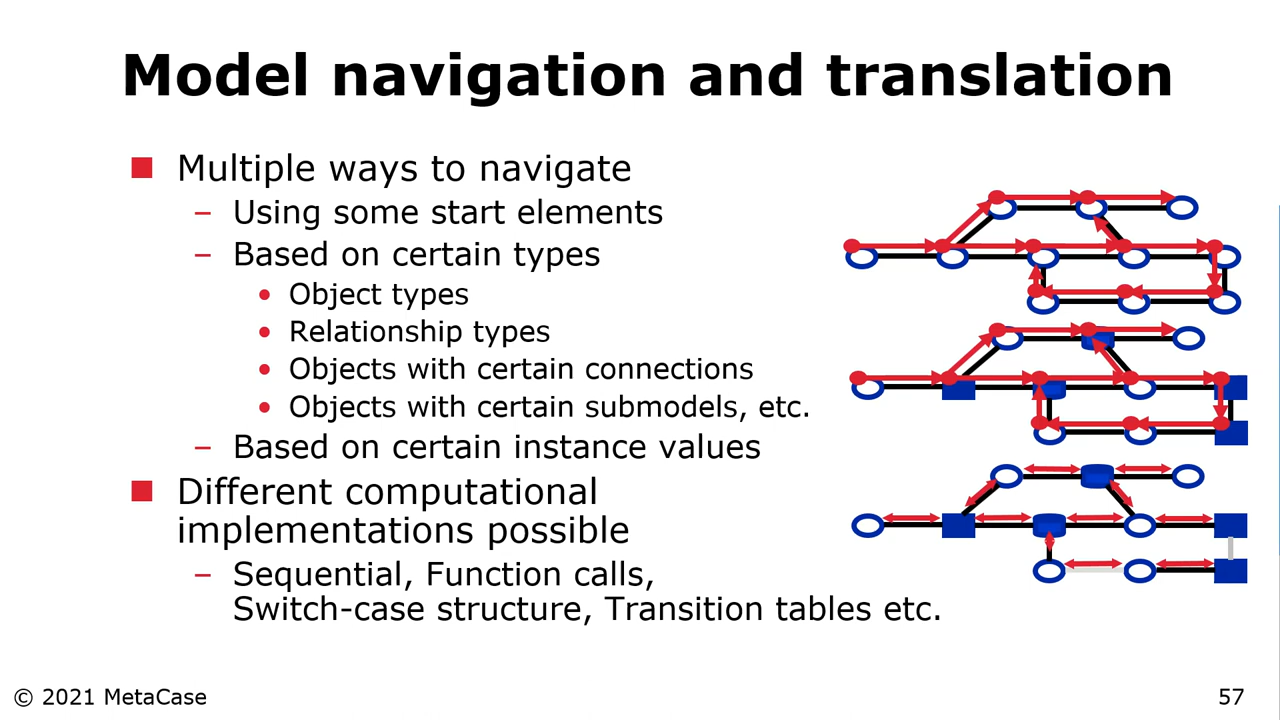 Model navigation and translation
Multiple ways to navigate
– Using some start elements
– Based on certain types
• Object types
• Relationship types
• Objects with certain connections
• Objects with certain submodels, etc.
– Based on certain instance values
Different computational
implementations possible
– Sequential, Function calls,
Switch-case structure, Transition tables etc.
© 2021 MetaCase
57